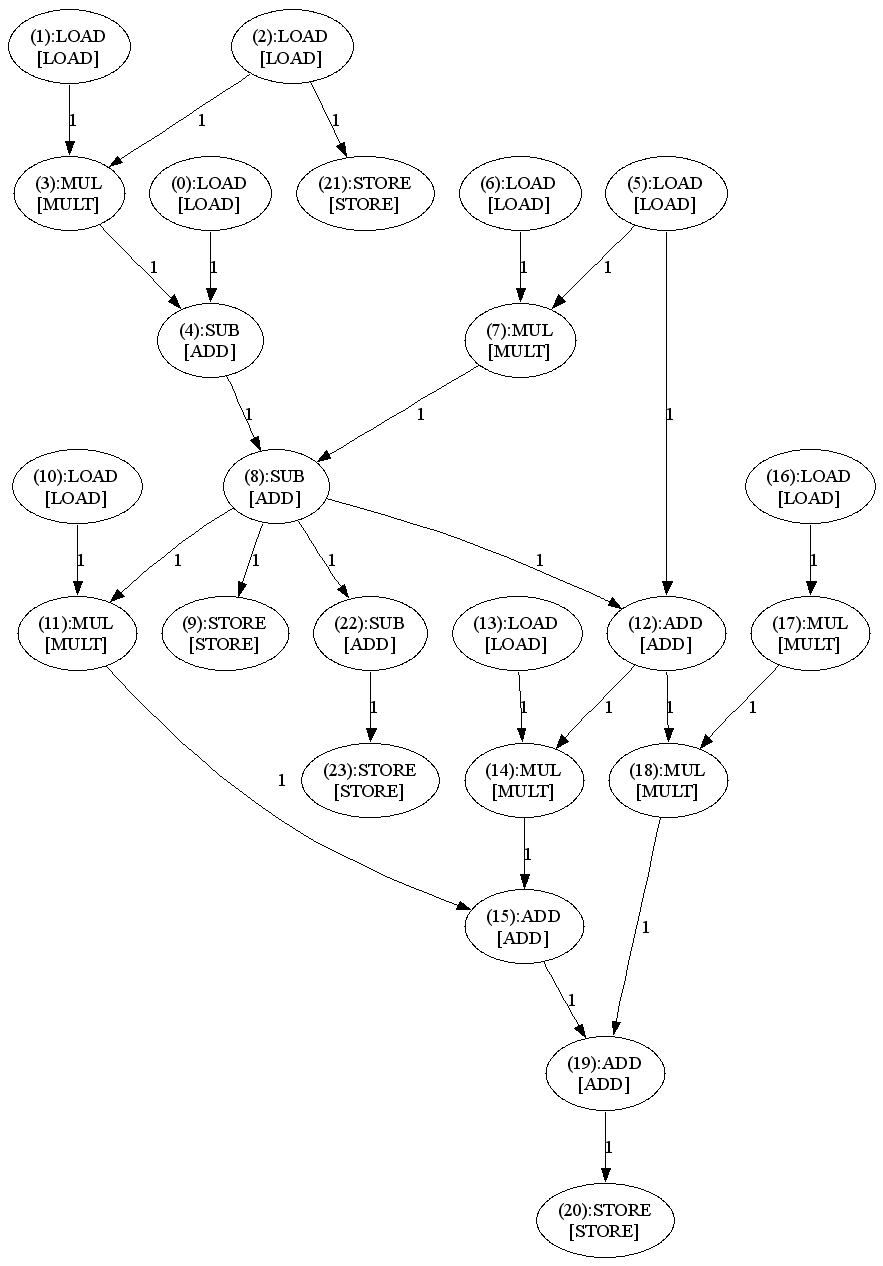 (1):LOAD
[LOAD]
(2):LOAD
[LOAD]
1
1
1
(3):MUL
[MULT]
(0):LOAD
[LOAD]
(21):STORE
[STORE]
(6):LOAD
[LOAD]
(5):LOAD
[LOAD]
1
1
1
1
(4):SUB
[ADD]
(7):MUL
[MULT]
1
1
1
(10):LOAD
[LOAD]
(8):SUB
[ADD]
(16):LOAD
[LOAD]
1
1
1
1
1
1
(11):MUL
[MULT]
(9):STORE
[STORE]
(22):SUB
[ADD]
(13):LOAD
[LOAD]
(12):ADD
[ADD]
(17):MUL
[MULT]
1
1
1
1
1
1
(23):STORE
[STORE]
(14):MUL
[MULT]
(18):MUL
[MULT]
1
(15):ADD
[ADD]
1
1
(19):ADD
[ADD]
1
(20):STORE
[STORE]